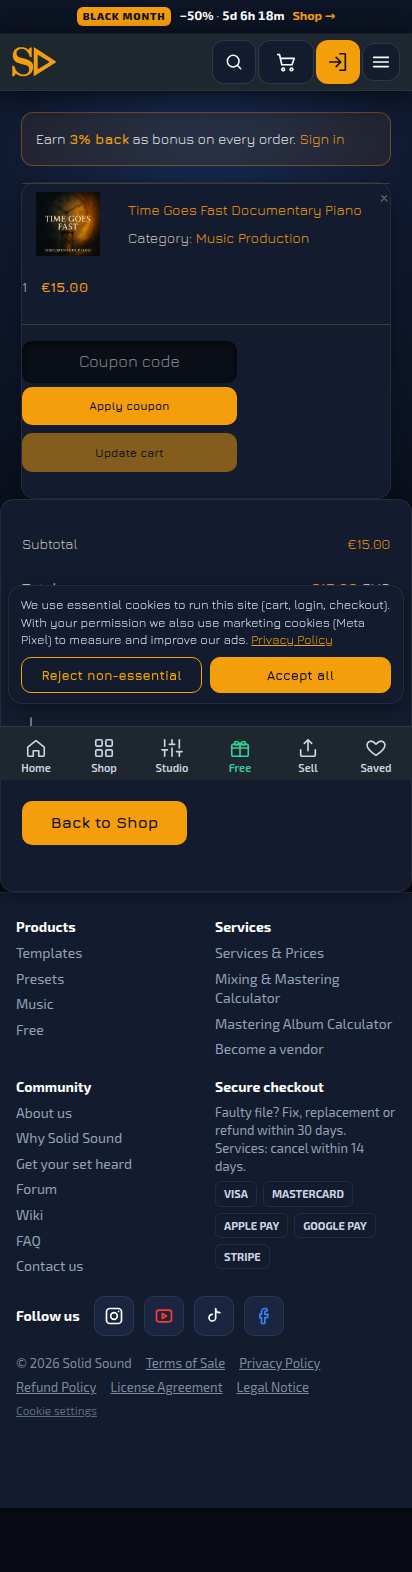 BLACK MONTH −50% · 5d 6h 18m Shop →
Earn 3% back as bonus on every order. Sign in
TIME GOES
FAST
Time Goes Fast Documentary Piano
×
Category: Music Production
1 €15.00
Coupon code
Apply coupon
Update cart
Subtotal €15.00
We use essential cookies to run this site (cart, login, checkout).
With your permission we also use marketing cookies (Meta
Pixel) to measure and improve our ads. Privacy Policy
Reject non-essential Accept all
Home Shop Studio Free Sell Saved
Back to Shop
Products
Templates
Presets
Music
Free
Services
Services & Prices
Mixing & Mastering
Calculator
Mastering Album Calculator
Become a vendor
Community
About us
Why Solid Sound
Get your set heard
Forum
Wiki
FAQ
Contact us
Secure checkout
Faulty file? Fix, replacement or
refund within 30 days.
Services: cancel within 14
days.
VISA MASTERCARD
APPLE PAY GOOGLE PAY
STRIPE
Follow us
© 2026 Solid Sound Terms of Sale Privacy Policy
Refund Policy License Agreement Legal Notice
Cookie settings